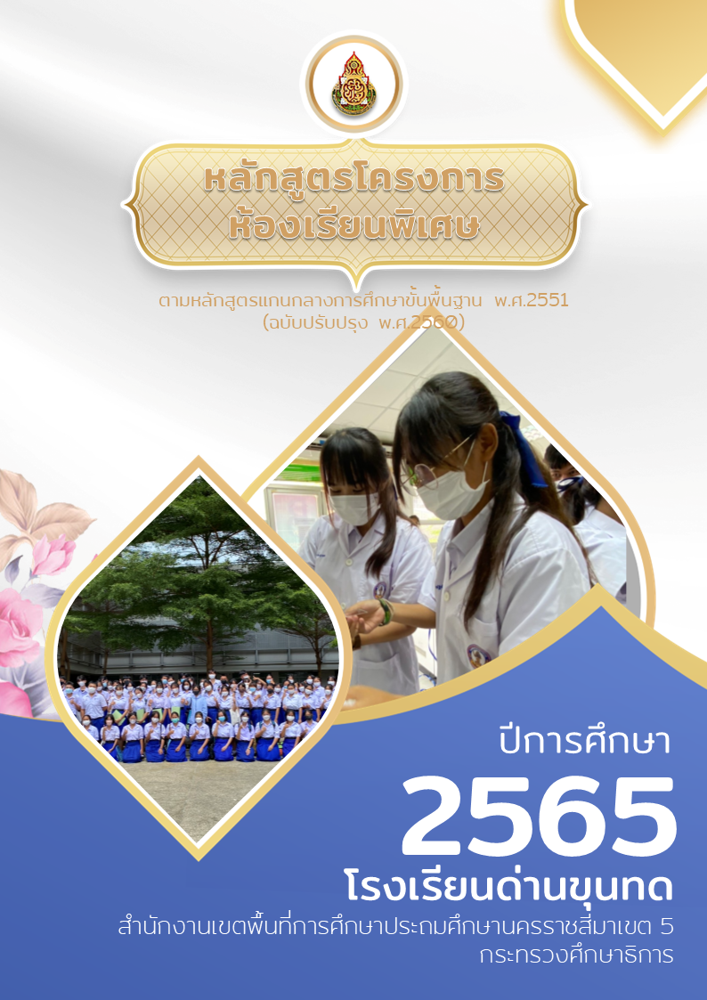 หลักสูตรโครงการ
ห้องเรียนพิเศษ
ตามหลักสูตรแกนกลางการศึกษาขั้นพื้นฐาน พ.ศ.2551
(ฉบับปรับปรุง พ.ศ.2560)
ปีการศึกษา
2565
โรงเรียนด่านขุนทด
สำนักงานเขตพื้นที่การศึกษาประถมศึกษานครราชสีมาเขต 5
กระทรวงศึกษาธิการ